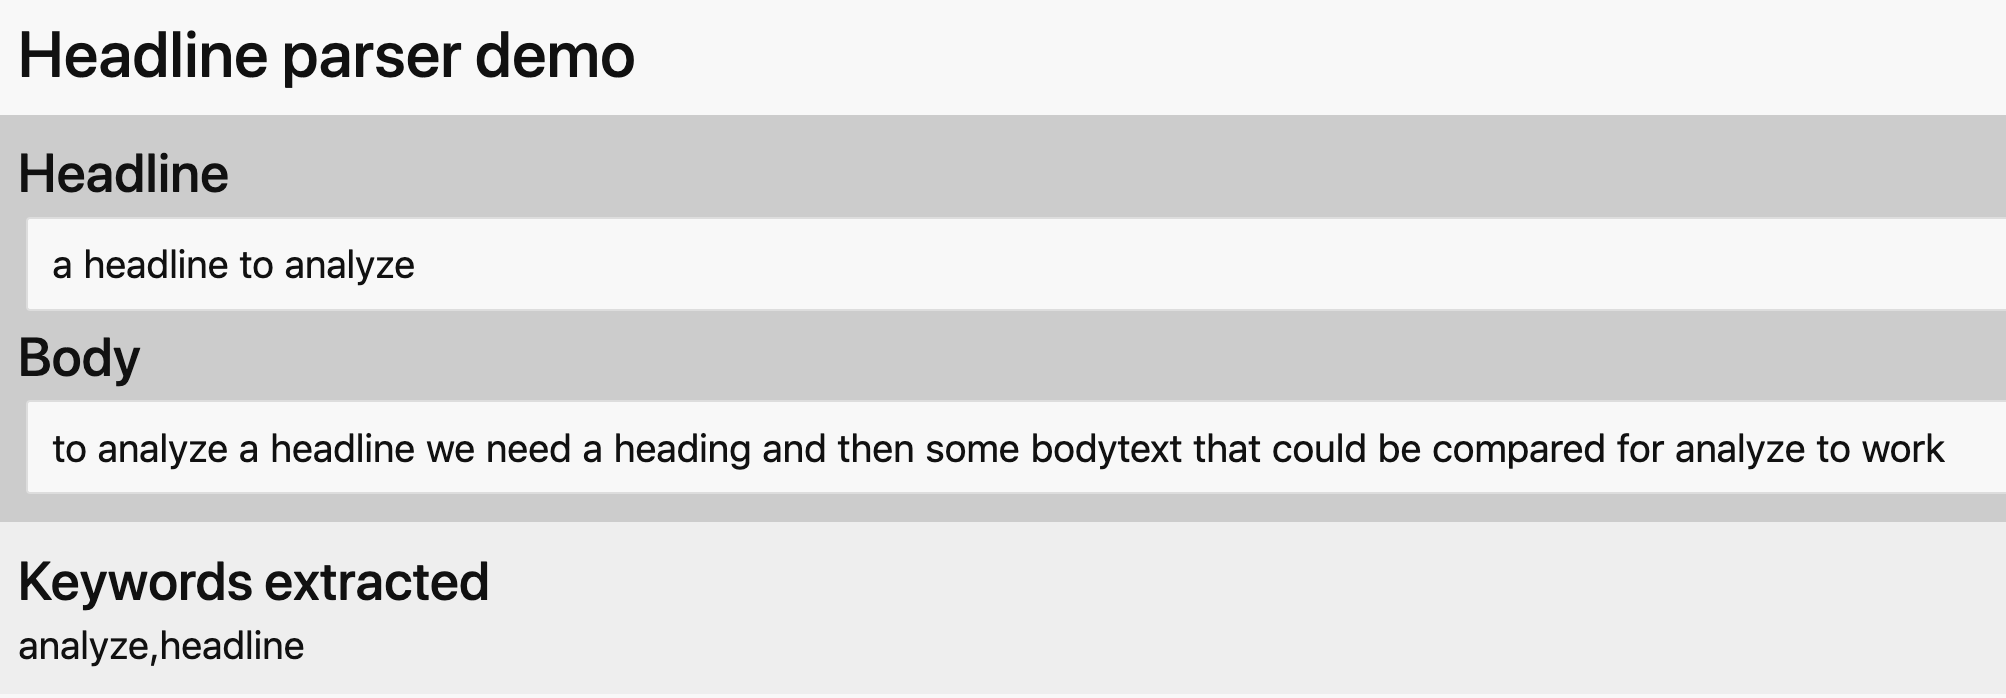 Headline parser demo
Headline
a headline to analyze
Body
to analyze a headline we need a heading and then some bodytext that could be compared for analyze to work
Keywords extracted
analyze,headline